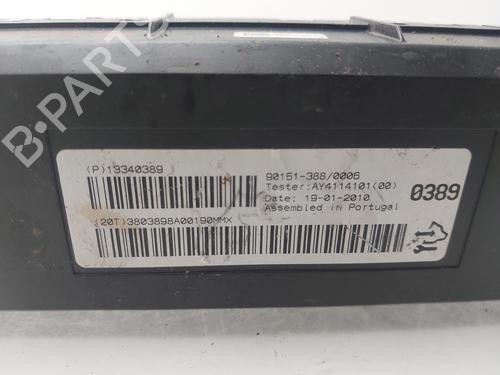 B-PARTS
(P)13340389
90151-388/0006
Tester:AY4114101(00)
Date: 19-01-2010
Assembled in Portugal
0389
(20T)3803898A00190MMX